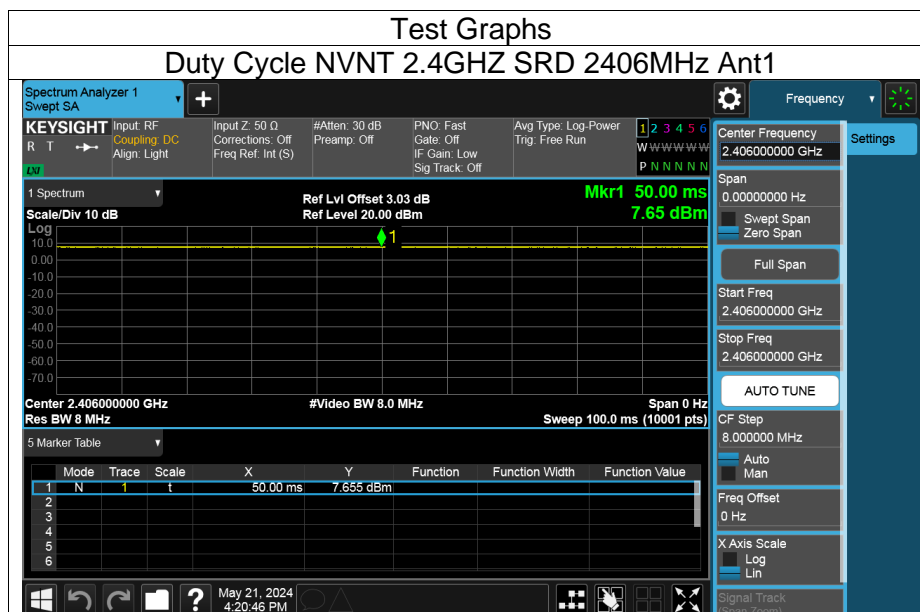 Test Graphs
Duty Cycle NVNT 2.4GHZ SRD 2406MHz Ant1
Spectrum Analyzer 1
Swept SA
+
Frequency
KEYSIGHT
R T
LXI
Input: RF
Coupling: DC
Align: Light
Input Z: 50 Ω
Corrections: Off
Freq Ref: Int (S)
#Atten: 30 dB
Preamp: Off
PNO: Fast
Gate: Off
IF Gain: Low
Sig Track: Off
Avg Type: Log-Power
Trig: Free Run
1 2 3 4 5 6
W W W W W W
P N N N N N
Center Frequency
2.406000000 GHz
Settings
Span
0.00000000 Hz
Swept Span
Zero Span
Full Span
Start Freq
2.406000000 GHz
Stop Freq
2.406000000 GHz
AUTO TUNE
CF Step
8.000000 MHz
Auto
Man
Freq Offset
0 Hz
X Axis Scale
Log
Lin
Signal Track
(Span Zoom)
1 Spectrum
Scale/Div 10 dB
Log
Ref Lvl Offset 3.03 dB
Ref Level 20.00 dBm
Mkr1 50.00 ms
7.65 dBm
1
10.0
0.00
-10.0
-20.0
-30.0
-40.0
-50.0
-60.0
-70.0
Center 2.406000000 GHz
Res BW 8 MHz
#Video BW 8.0 MHz
Span 0 Hz
Sweep 100.0 ms (10001 pts)
5 Marker Table
Mode Trace Scale X Y Function Function Width Function Value
1 N 1 t 50.00 ms 7.655 dBm
2
3
4
5
6
?
May 21, 2024
4:20:46 PM